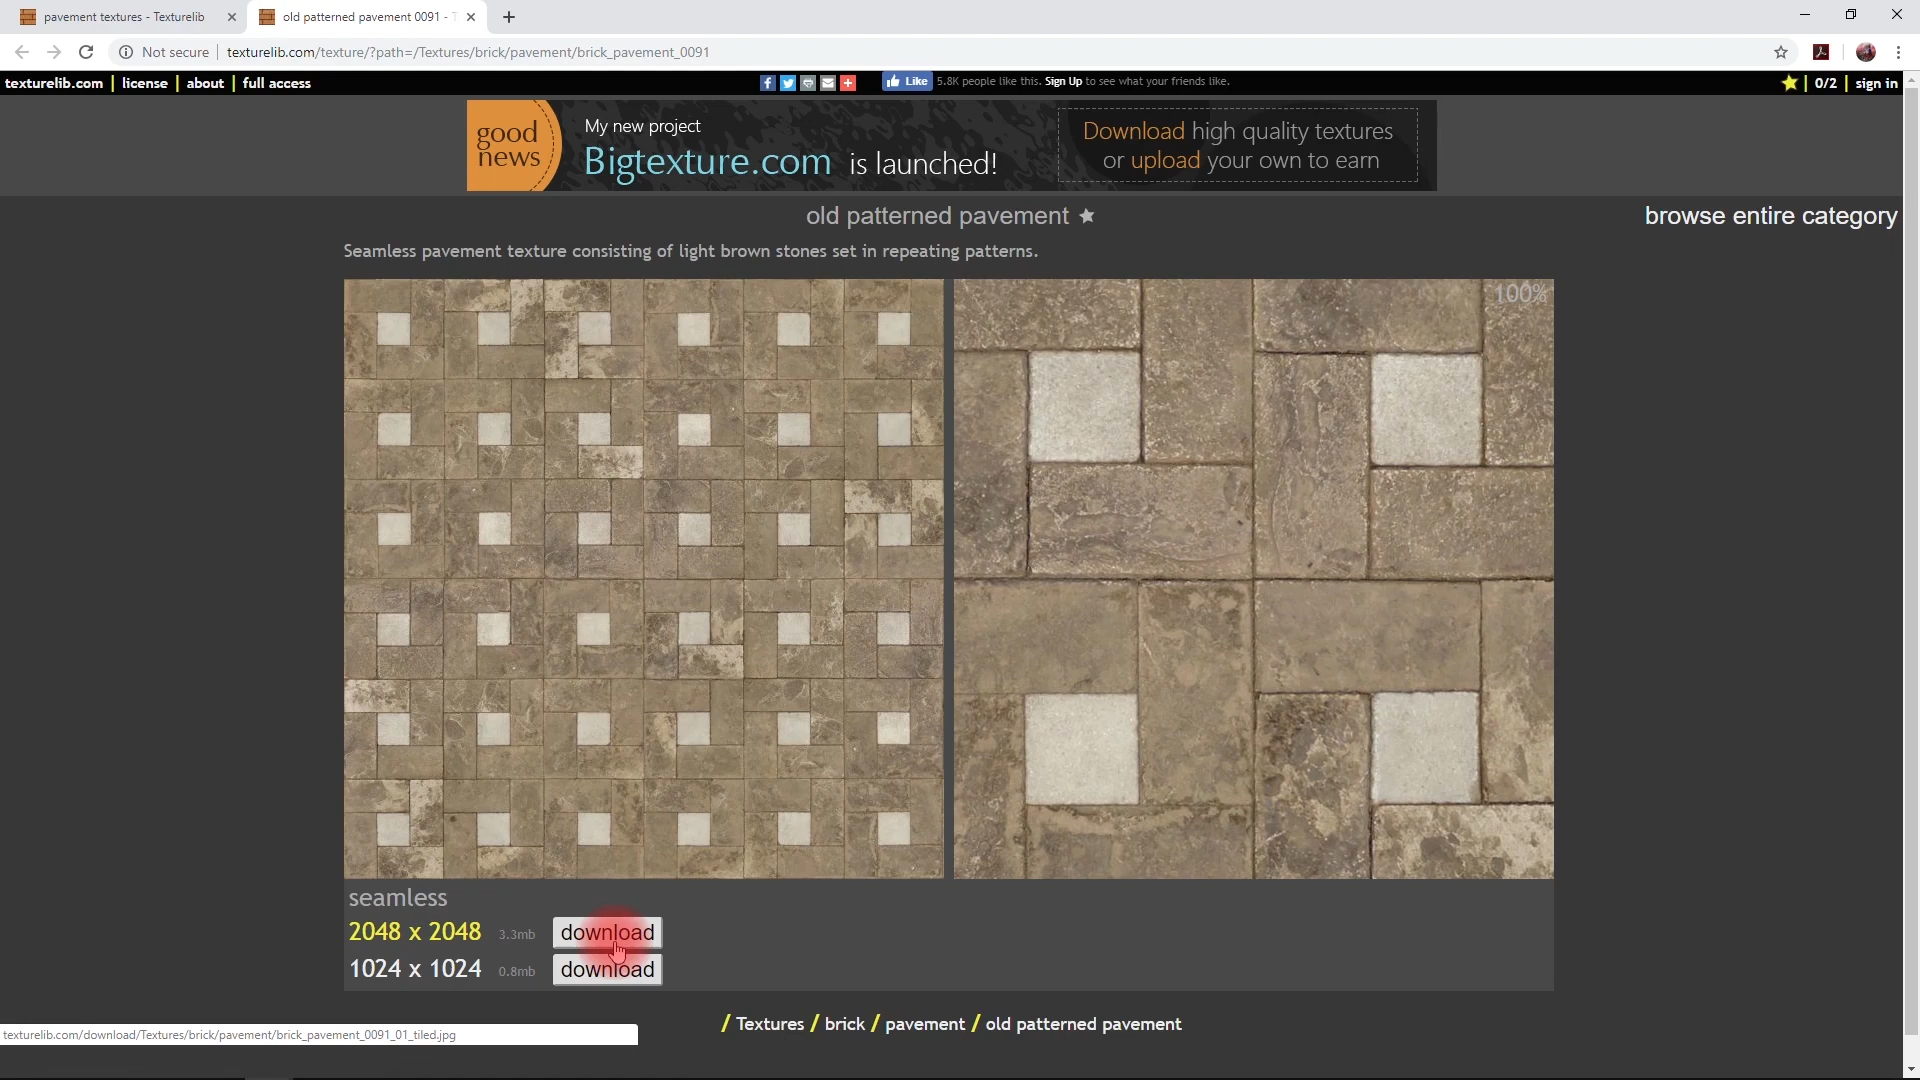 pavement textures - Texturelib
old patterned pavement 0091 -
Not secure
texturelib.com/texture/?path=/Textures/brick/pavement/brick_pavement_0091
texturelib.com
license
about
full access
Like
5.8K people like this. Sign Up to see what your friends like.
0/2
sign in
good
news
My new project
Bigtexture.com is launched!
Download high quality textures
or upload your own to earn
old patterned pavement
browse entire category
Seamless pavement texture consisting of light brown stones set in repeating patterns.
100%
seamless
2048 x 2048 3.3mb download
1024 x 1024 0.8mb download
/ Textures / brick / pavement / old patterned pavement
texturelib.com/download/Textures/brick/pavement/brick_pavement_0091_01_tiled.jpg